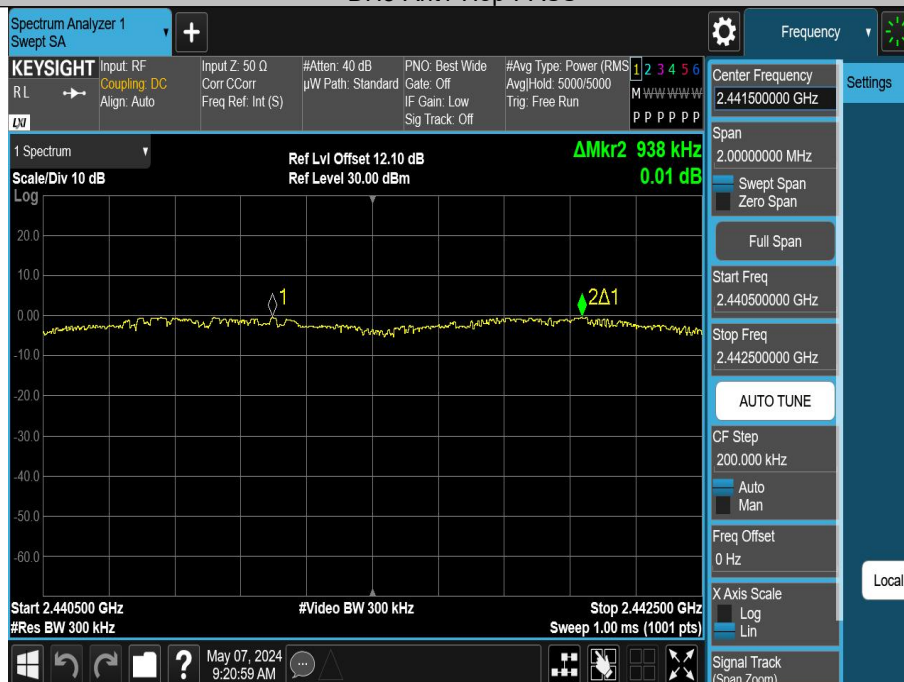 Spectrum Analyzer 1
Swept SA
Frequency
KEYSIGHT
RL
LXI
Input: RF
Coupling: DC
Align: Auto
Input Z: 50 Ω
Corr CCorr
Freq Ref: Int (S)
#Atten: 40 dB
µW Path: Standard
PNO: Best Wide
Gate: Off
IF Gain: Low
Sig Track: Off
#Avg Type: Power (RMS
Avg|Hold: 5000/5000
Trig: Free Run
1 2 3 4 5 6
M W W W W W
P P P P P P
1 Spectrum
Scale/Div 10 dB
Log
Ref Lvl Offset 12.10 dB
Ref Level 30.00 dBm
ΔMkr2 938 kHz
0.01 dB
20.0
10.0
0.00
-10.0
-20.0
-30.0
-40.0
-50.0
-60.0
1
2Δ1
Start 2.440500 GHz
#Res BW 300 kHz
#Video BW 300 kHz
Stop 2.442500 GHz
Sweep 1.00 ms (1001 pts)
May 07, 2024
9:20:59 AM
Center Frequency
2.441500000 GHz
Span
2.00000000 MHz
Swept Span
Zero Span
Full Span
Start Freq
2.440500000 GHz
Stop Freq
2.442500000 GHz
AUTO TUNE
CF Step
200.000 kHz
Auto
Man
Freq Offset
0 Hz
X Axis Scale
Log
Lin
Signal Track
(Span Zoom)
Settings
Local